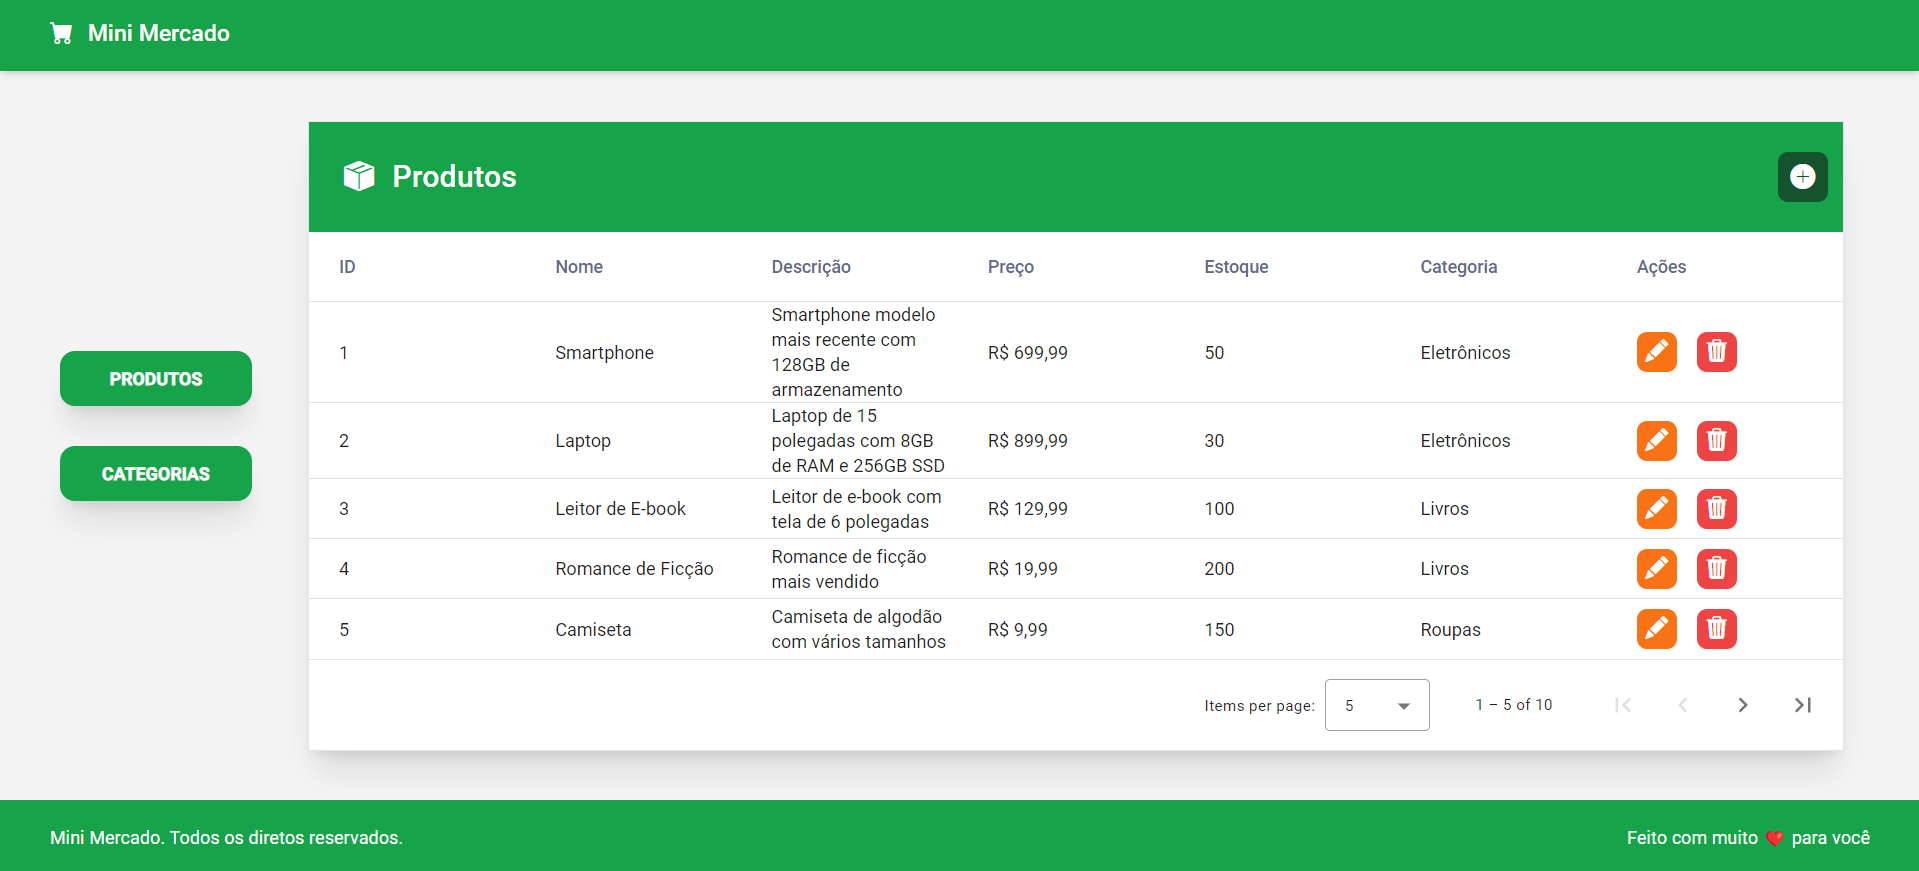 Mini Mercado
Produtos
ID Nome Descrição Preço Estoque Categoria Ações
Smartphone modelo
mais recente com
1 Smartphone R$ 699,99 50 Eletrônicos
128GB de
armazenamento
PRODUTOS
Laptop de 15
2 Laptop polegadas com 8GB R$ 899,99 30 Eletrônicos
de RAM e 256GB SSD
CATEGORIAS
Leitor de e-book com
3 Leitor de E-book R$ 129,99 100 Livros
tela de 6 polegadas
Romance de ficção
4 Romance de Ficção R$ 19,99 200 Livros
mais vendido
Camiseta de algodão
5 Camiseta R$ 9,99 150 Roupas
com vários tamanhos
Items per page: 5 1 – 5 of 10
Mini Mercado. Todos os diretos reservados. Feito com muito ❤️ para você